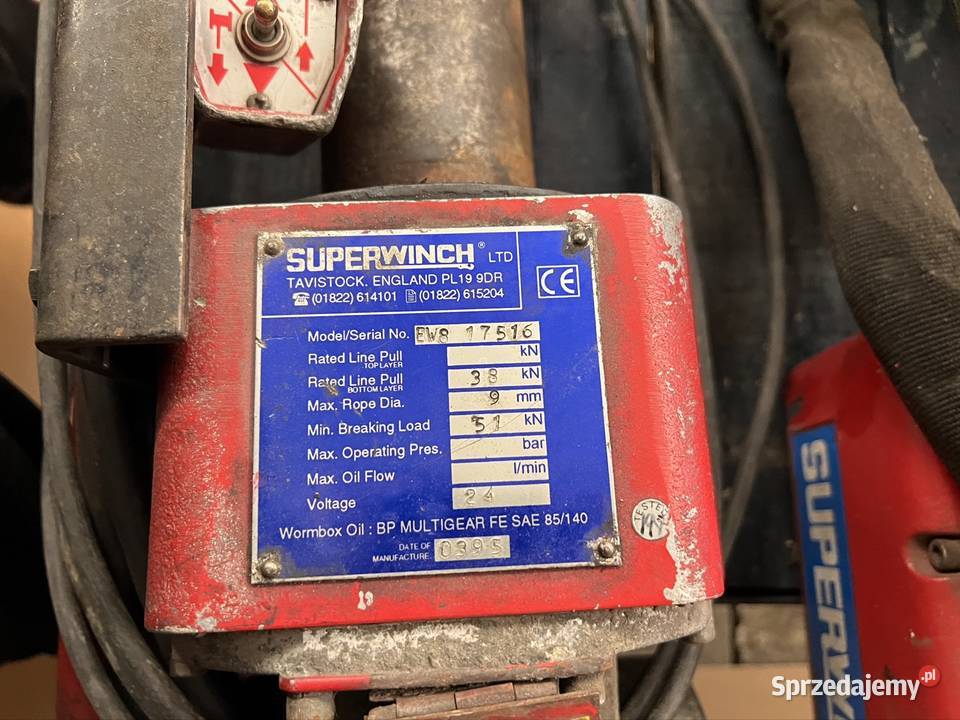 SUPERWINCH® LTD
TAVISTOCK. ENGLAND PL19 9DR
(01822) 614101 (01822) 615204
CE
Model/Serial No. EW8 17516
Rated Line Pull kN
TOP LAYER
Rated Line Pull 38 kN
BOTTOM LAYER
Max. Rope Dia. 9 mm
Min. Breaking Load 51 kN
Max. Operating Pres. bar
Max. Oil Flow l/min
Voltage 24
Wormbox Oil : BP MULTIGEAR FE SAE 85/140
DATE OF
MANUFACTURE: 0395
TESTED
SUPERW
Sprzedajemy.pl